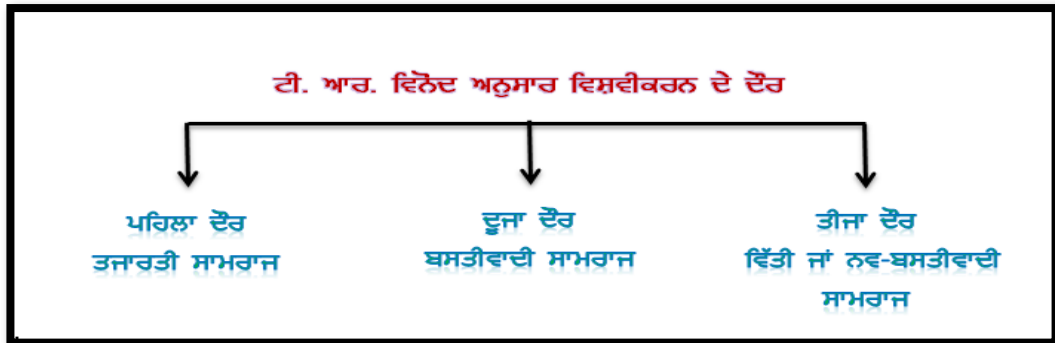 ਟੀ. ਆਰ. ਵਿਨੋਦ ਅਨੁਸਾਰ ਵਿਸ਼ਵੀਕਰਨ ਦੇ ਦੌਰ
ਪਹਿਲਾ ਦੌਰ
ਤਜਾਰਤੀ ਸਾਮਰਾਜ
ਦੂਜਾ ਦੌਰ
ਬਸਤੀਵਾਦੀ ਸਾਮਰਾਜ
ਤੀਜਾ ਦੌਰ
ਵਿੱਤੀ ਜਾਂ ਨਵ-ਬਸਤੀਵਾਦੀ
ਸਾਮਰਾਜ